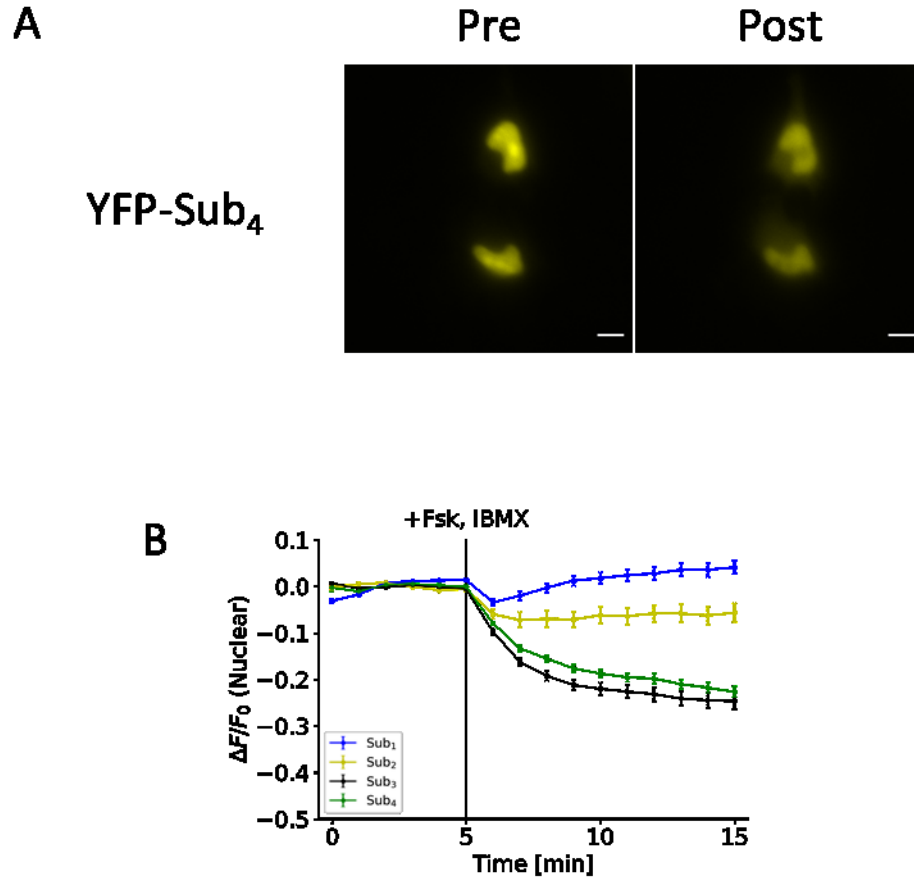 A
Pre
Post
YFP-Sub₄
B
+Fsk, IBMX
0.1
0.0
−0.1
−0.2
−0.3
−0.4
−0.5
ΔF/F₀ (Nuclear)
Sub₁
Sub₂
Sub₃
Sub₄
0
5
10
15
Time [min]